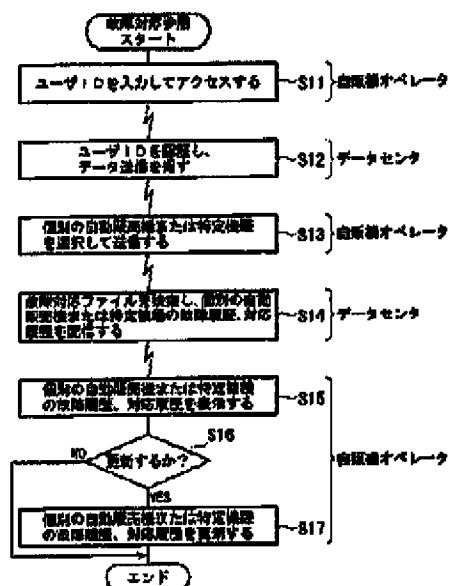 故障対応参照
スタート
ユーザIDを入力してアクセスする
S11
自販機オペレータ
ユーザIDを認証し、
データ送信を促す
S12
データセンタ
個別の自動販売機または特定機種
を選択して送信する
S13
自販機オペレータ
故障対応ファイルを検索し、個別の自動
販売機または特定機種の故障履歴、対応
履歴を配信する
S14
データセンタ
個別の自動販売機または特定機種
の故障履歴、対応履歴を表示する
S15
S16
NO
更新するか?
自販機オペレータ
YES
個別の自動販売機または特定機種
の故障履歴、対応履歴を更新する
S17
エンド